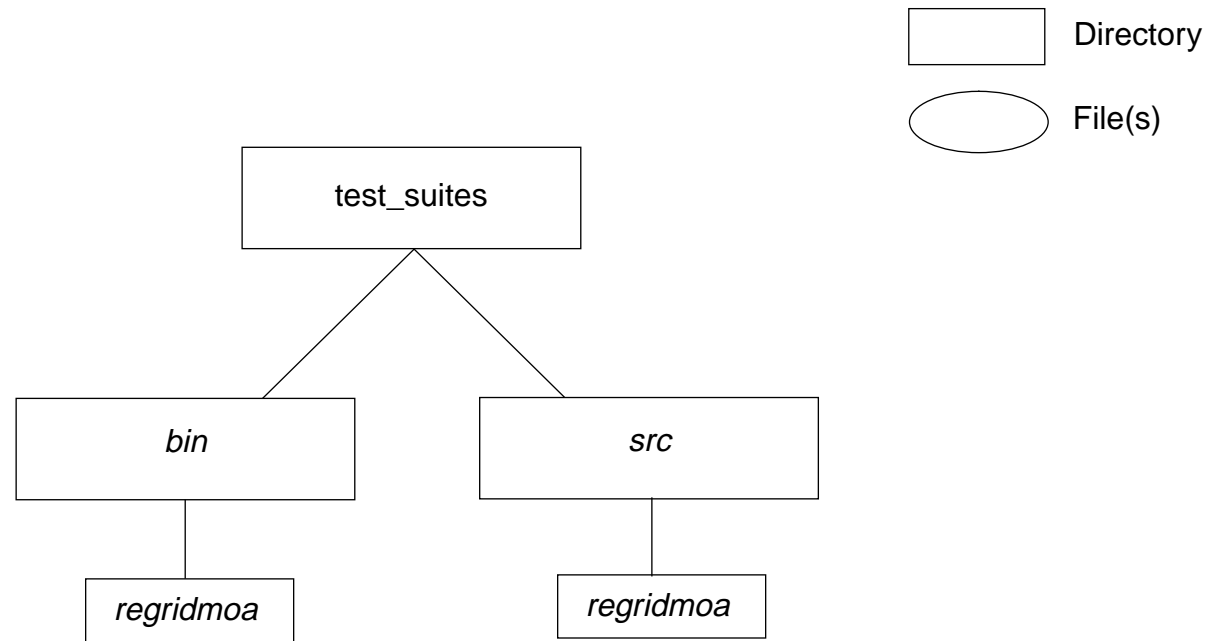 Directory
File(s)
test_suites
bin
src
regridmoa
regridmoa